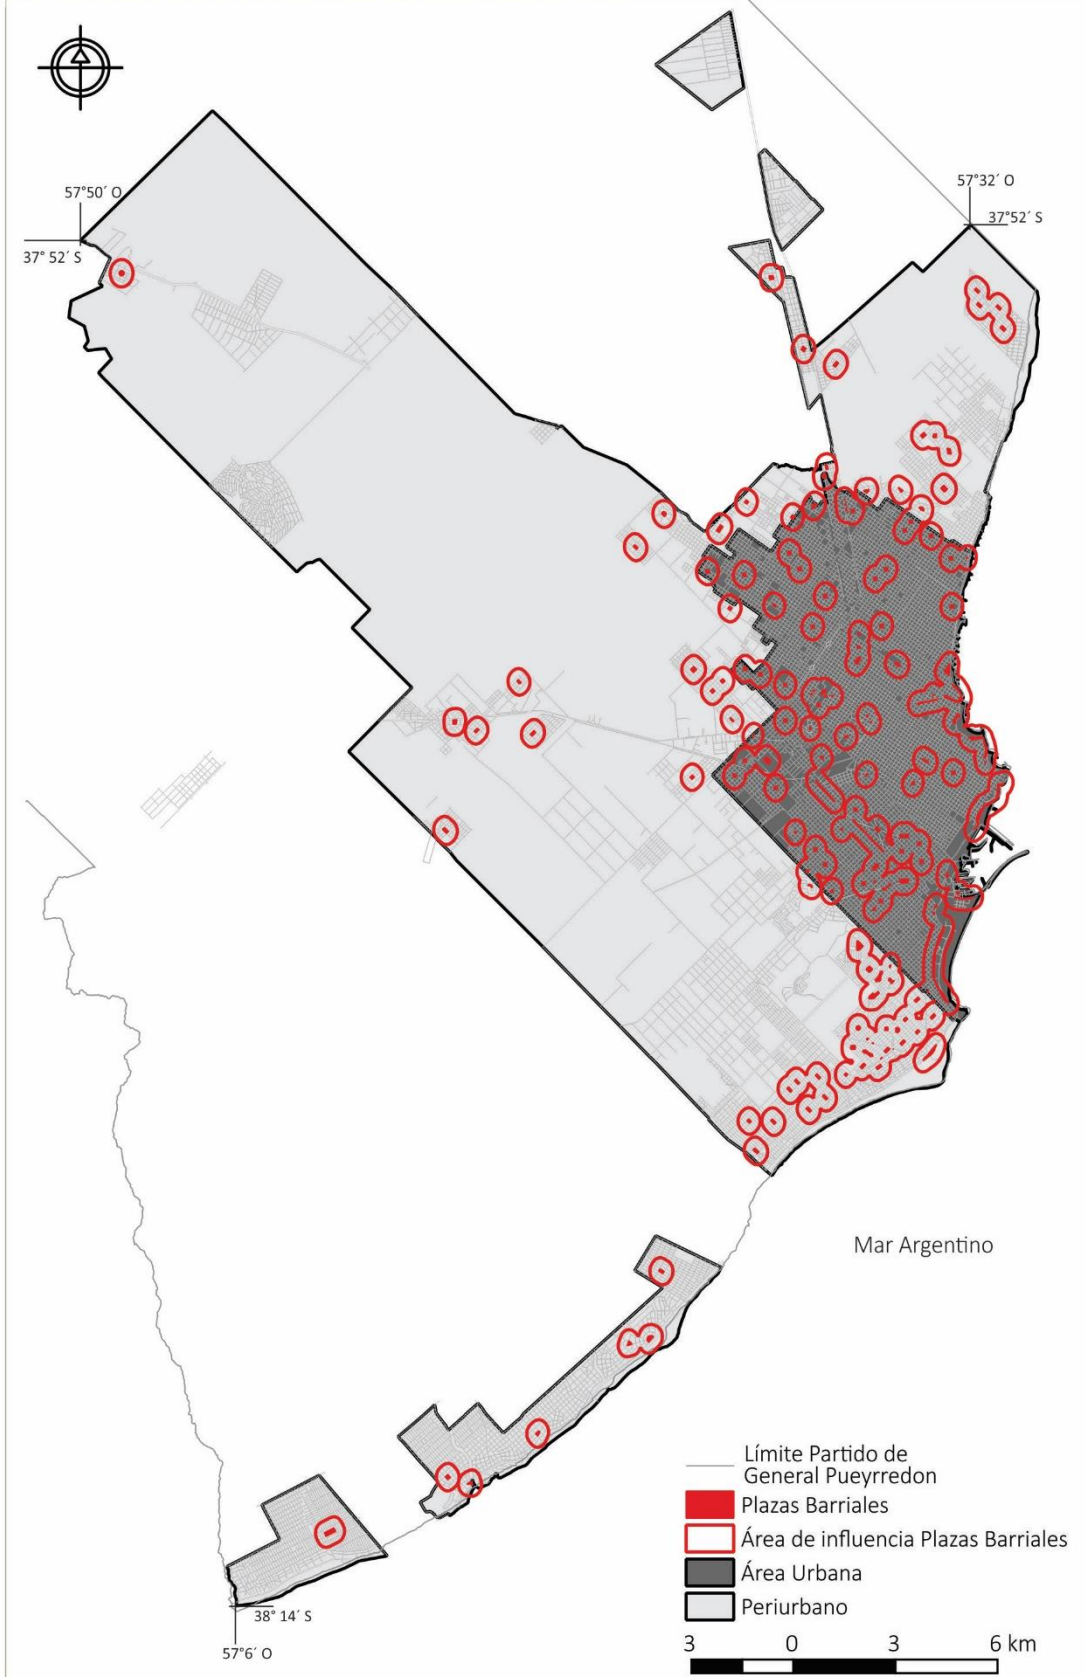 57°50´ O
37° 52´ S
57°32´ O
37°52´ S
Mar Argentino
Límite Partido de
General Pueyrredon
Plazas Barriales
Área de influencia Plazas Barriales
Área Urbana
Periurbano
3 0 3 6 km
38° 14´ S
57°6´ O